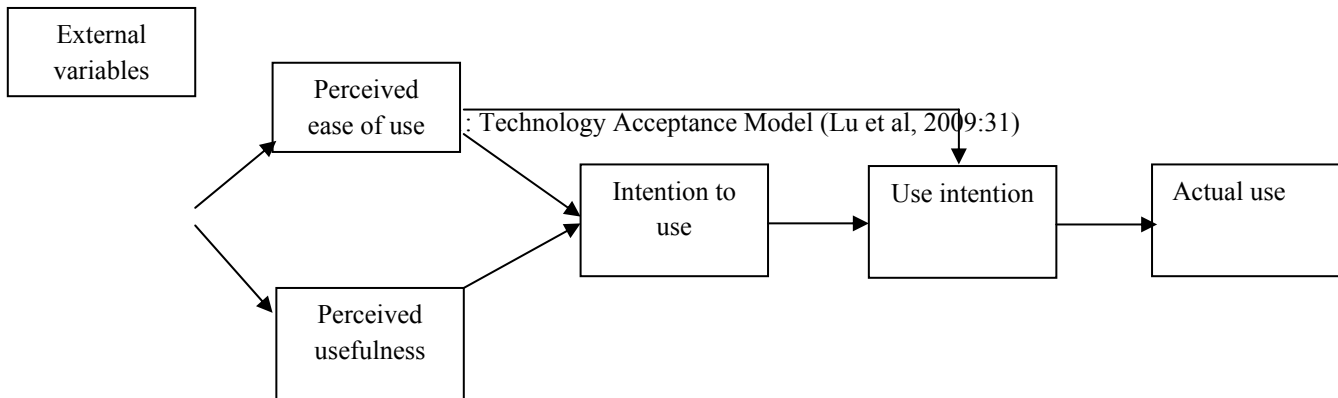 External
variables
Perceived
ease of use
: Technology Acceptance Model (Lu et al, 2009:31)
Intention to
use
Use intention
Actual use
Perceived
usefulness